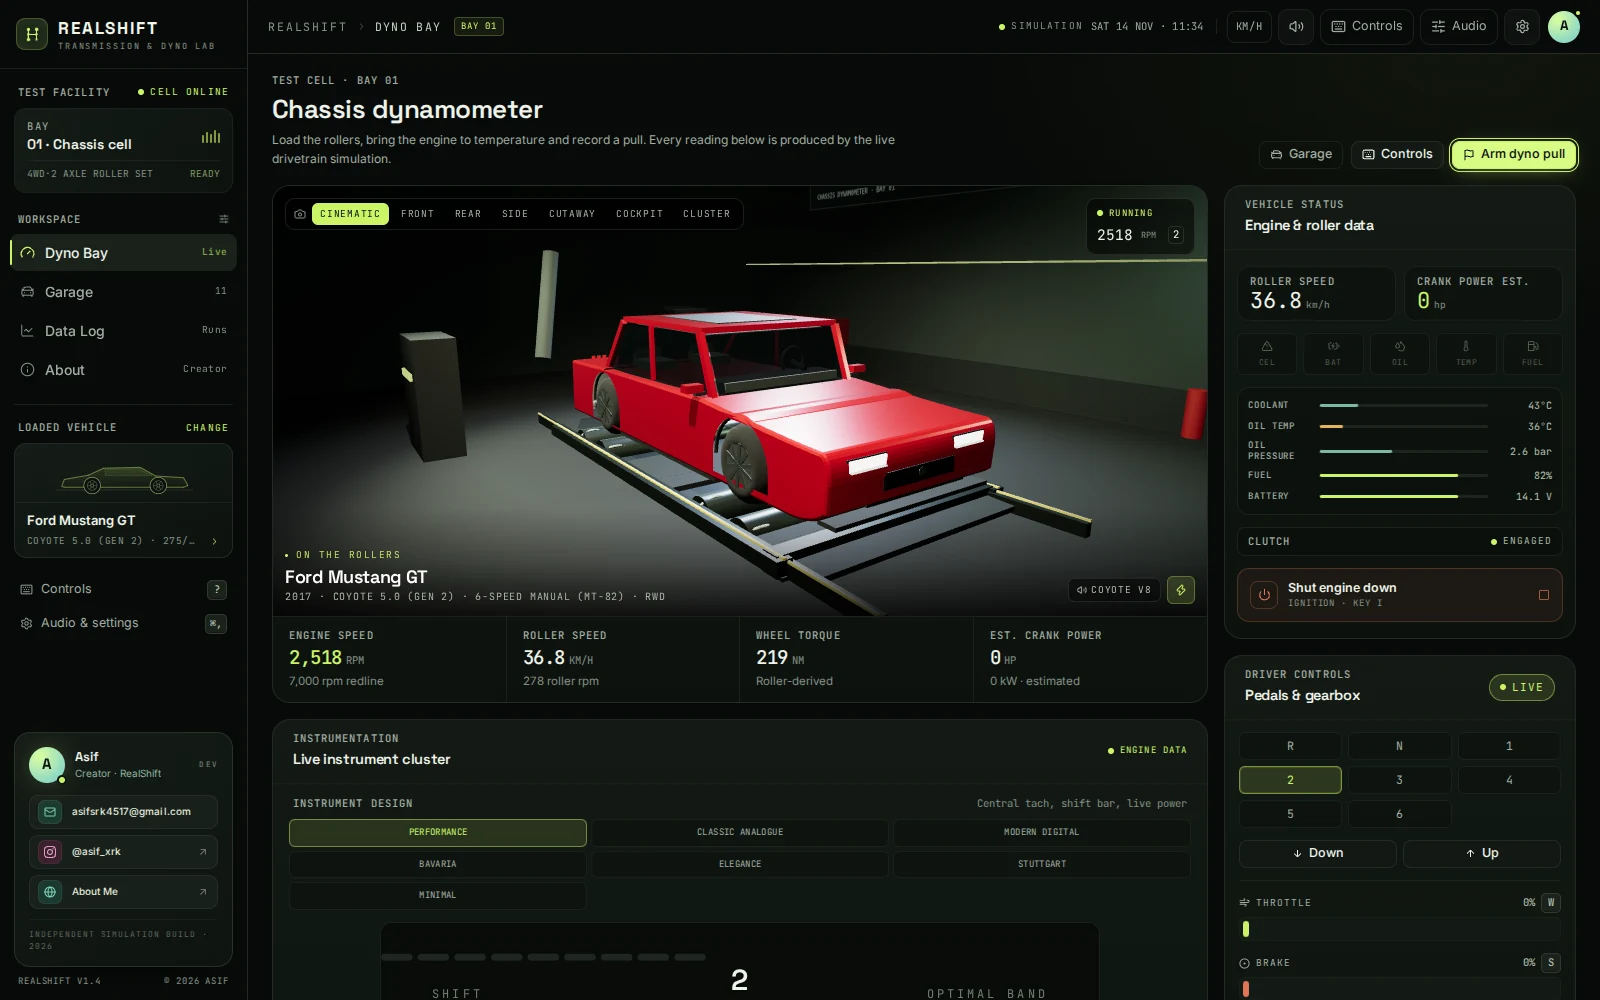 REALSHIFT
TRANSMISSION & DYNO LAB
TEST FACILITY
CELL ONLINE
BAY
01 · Chassis cell
4WD·2 AXLE ROLLER SET
READY
WORKSPACE
Dyno Bay
Live
Garage
11
Data Log
Runs
About
Creator
LOADED VEHICLE
CHANGE
Ford Mustang GT
COYOTE 5.0 (GEN 2) · 275/…
Controls
?
Audio & settings
⌘,
A
Asif
Creator · RealShift
DEV
asifsrk4517@gmail.com
@asif_xrk
About Me
INDEPENDENT SIMULATION BUILD ·
2026
REALSHIFT V1.4
© 2026 ASIF
REALSHIFT > DYNO BAY
BAY 01
SIMULATION SAT 14 NOV · 11:34
KM/H
Controls
Audio
A
TEST CELL · BAY 01
Chassis dynamometer
Load the rollers, bring the engine to temperature and record a pull. Every reading below is produced by the live
drivetrain simulation.
Garage
Controls
Arm dyno pull
CINEMATIC
FRONT
REAR
SIDE
CUTAWAY
COCKPIT
CLUSTER
CHASSIS DYNAMOMETER · BAY 01
RUNNING
2518 RPM 2
ON THE ROLLERS
Ford Mustang GT
2017 · COYOTE 5.0 (GEN 2) · 6-SPEED MANUAL (MT-82) · RWD
COYOTE V8
ENGINE SPEED
2,518 RPM
7,000 rpm redline
ROLLER SPEED
36.8 KM/H
278 roller rpm
WHEEL TORQUE
219 NM
Roller-derived
EST. CRANK POWER
0 HP
0 kW · estimated
INSTRUMENTATION
Live instrument cluster
ENGINE DATA
INSTRUMENT DESIGN
Central tach, shift bar, live power
PERFORMANCE
CLASSIC ANALOGUE
MODERN DIGITAL
BAVARIA
ELEGANCE
STUTTGART
MINIMAL
2
SHIFT
OPTIMAL BAND
VEHICLE STATUS
Engine & roller data
ROLLER SPEED
36.8 km/h
CRANK POWER EST.
0 hp
CEL
BAT
OIL
TEMP
FUEL
COOLANT
43°C
OIL TEMP
36°C
OIL
PRESSURE
2.6 bar
FUEL
82%
BATTERY
14.1 V
CLUTCH
ENGAGED
Shut engine down
IGNITION · KEY I
DRIVER CONTROLS
Pedals & gearbox
LIVE
R
N
1
2
3
4
5
6
↓ Down
↑ Up
THROTTLE
0% W
BRAKE
0% S